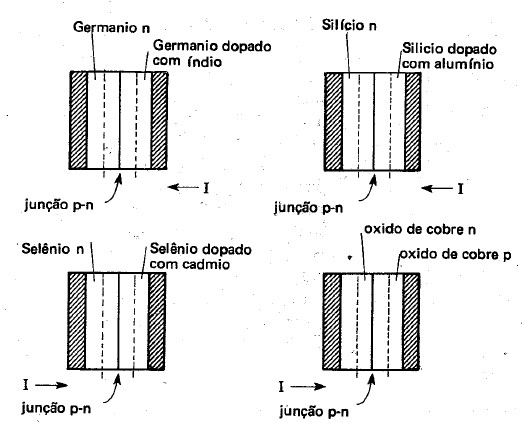 Germanio n
Germanio dopado
com índio
junção p-n
I
Silício n
Silicio dopado
com alumínio
junção p-n
I
Selênio n
Selênio dopado
com cadmio
I
junção p-n
oxido de cobre n
oxido de cobre p
I
junção p-n